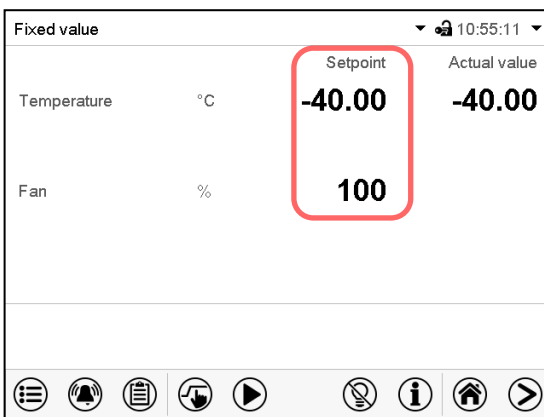 Fixed value 10:55:11
Setpoint Actual value
Temperature °C -40.00 -40.00
Fan % 100